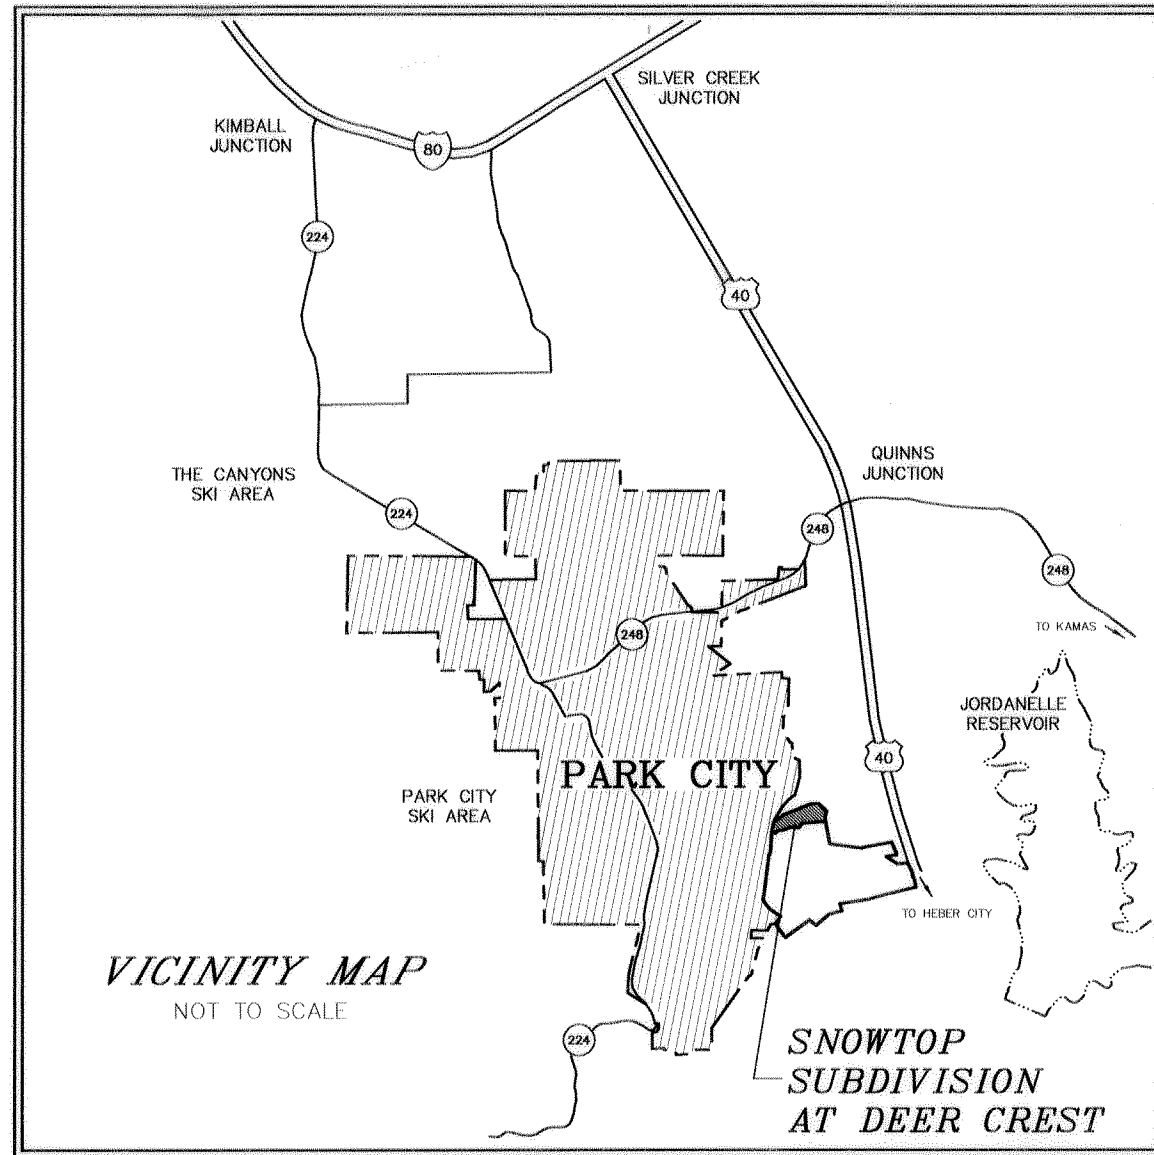 SILVER CREEK
JUNCTION
KIMBALL
JUNCTION
80
224
40
QUINNS
JUNCTION
THE CANYONS
SKI AREA
224
248
248
TO KAMAS
248
JORDANELLE
RESERVOIR
40
PARK CITY
PARK CITY
SKI AREA
TO HEBER CITY
VICINITY MAP
NOT TO SCALE
224
SNOWTOP
SUBDIVISION
AT DEER CREST